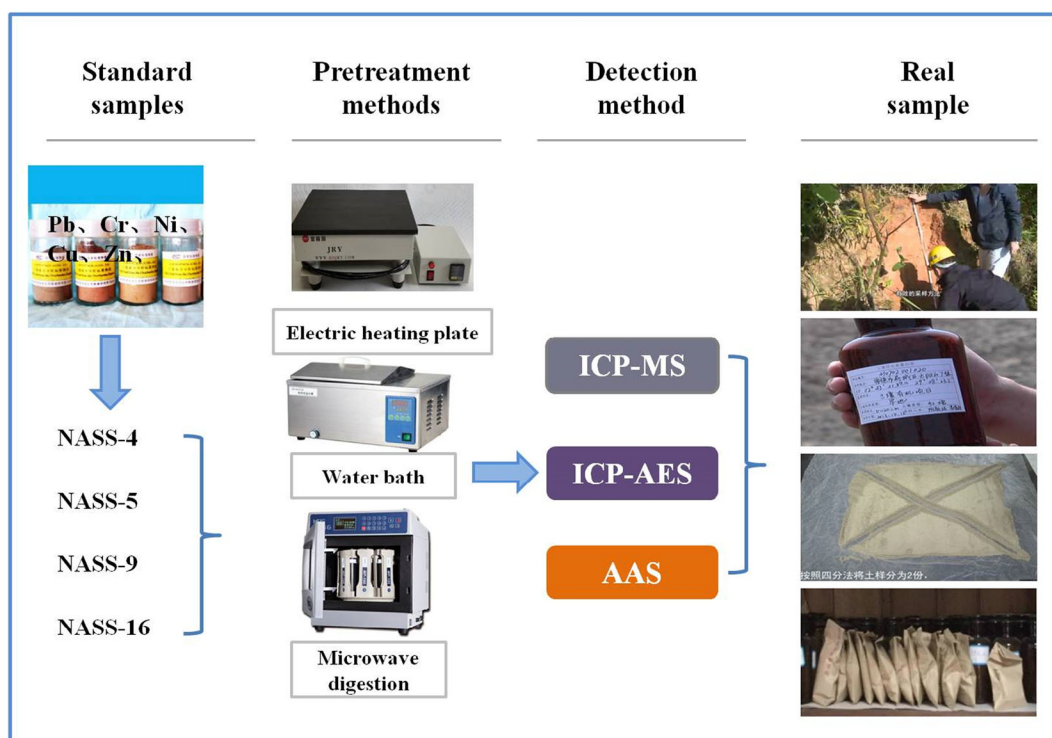 Standard
samples
Pretreatment
methods
Detection
method
Real
sample
Pb、Cr、Ni、
Cu、Zn、
JRY
Electric heating plate
Water bath
Microwave
digestion
NASS-4
NASS-5
NASS-9
NASS-16
ICP-MS
ICP-AES
AAS
按照四分法将土样分为2份,